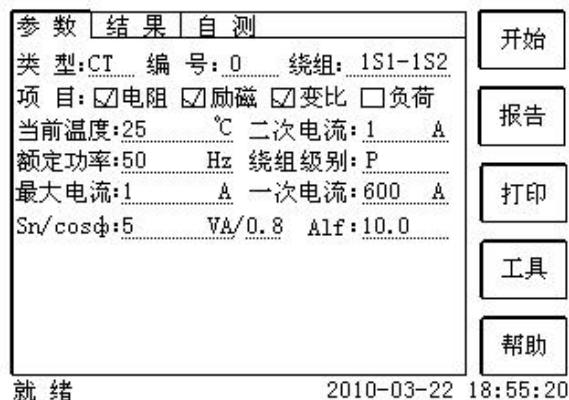 参 数 结 果 自 测
开始
类 型:CT 编 号:0 绕组: 1S1-1S2
项 目:☑电阻 ☑励磁 ☑变比 □负荷
报告
当前温度:25 ℃ 二次电流:1 A
额定功率:50 Hz 绕组级别:P
最大电流:1 A 一次电流:600 A
打印
Sn/cosф:5 VA/0.8 Alf:10.0
工具
帮助
就 绪 2010-03-22 18:55:20